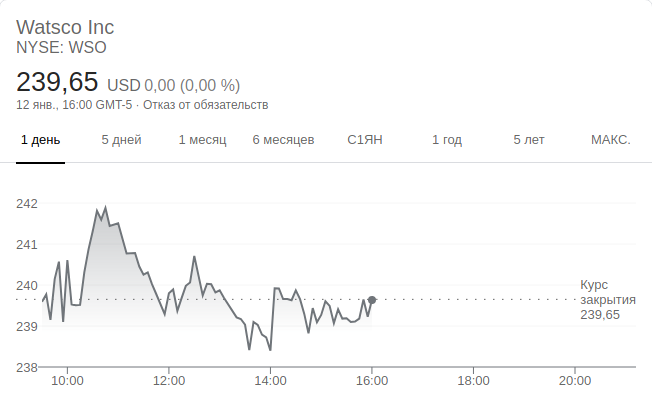 Watsco Inc
NYSE: WSO
239,65 USD 0,00 (0,00 %)
12 янв., 16:00 GMT-5 · Отказ от обязательств
1 день 5 дней 1 месяц 6 месяцев С1ЯН 1 год 5 лет МАКС.
242
241
240
239
238
Курс
закрытия
239,65
10:00 12:00 14:00 16:00 18:00 20:00